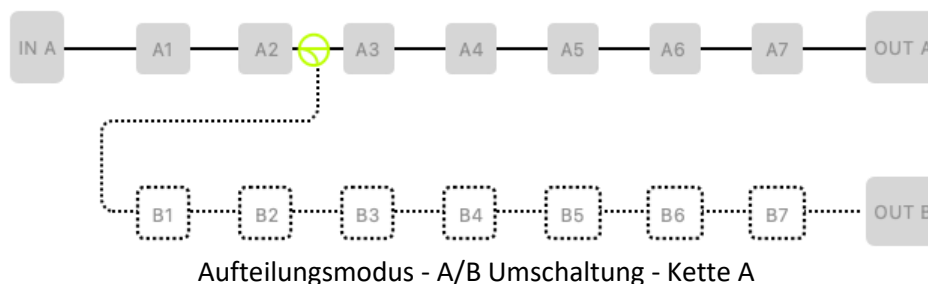 IN A A1 A2 A3 A4 A5 A6 A7 OUT A
B1 B2 B3 B4 B5 B6 B7 OUT B
Aufteilungsmodus - A/B Umschaltung - Kette A